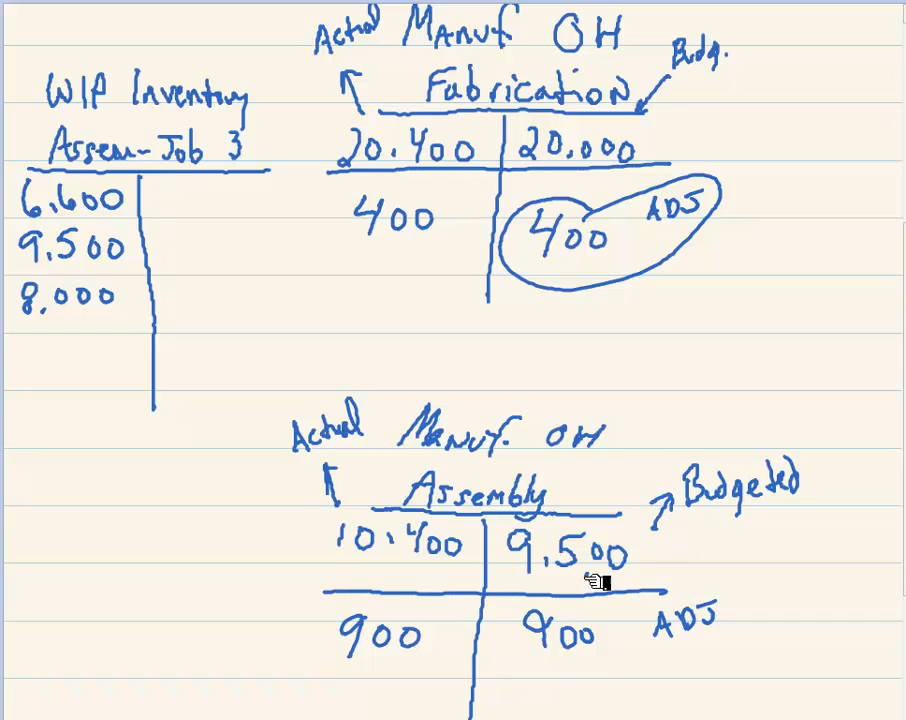 Actual Manuf. OH
Fabrication
Budg.
20.400 20.000
400
400 ADJ
WIP Inventory
Assem-Job 3
6.600
9.500
8.000
Actual Manuf. OH
Assembly
Budgeted
10.400 9.500
900 900 ADJ